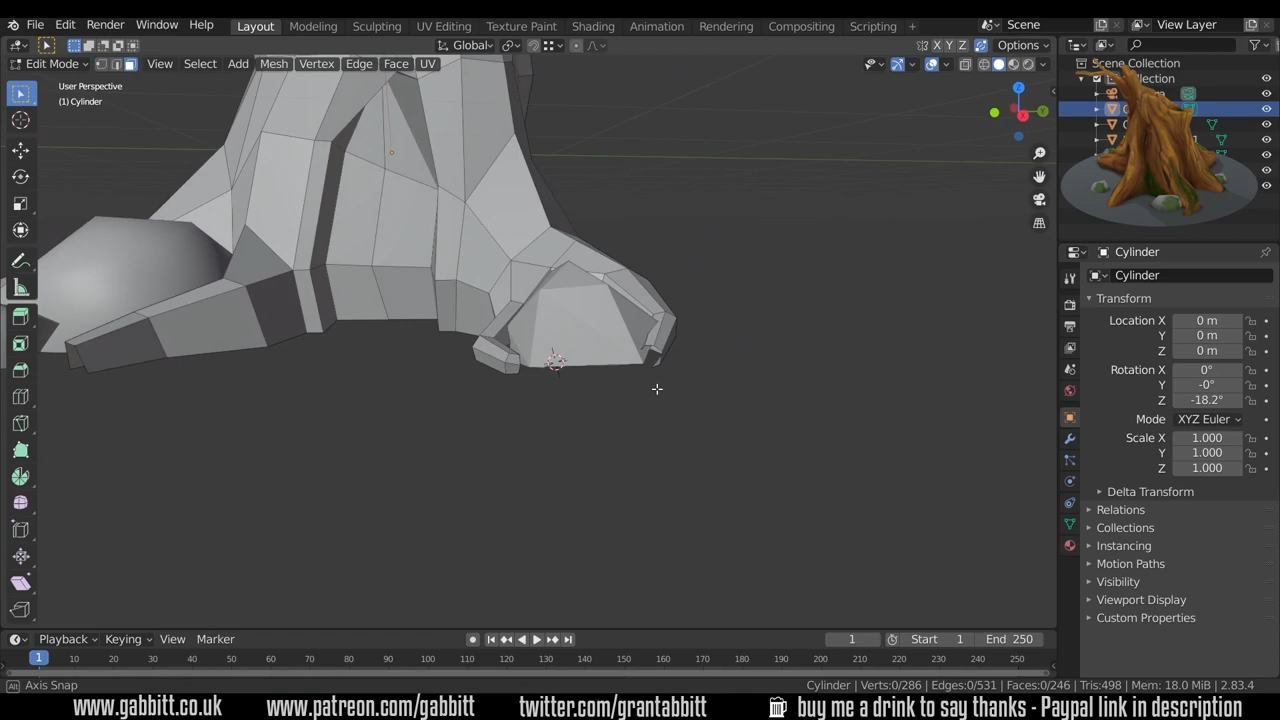 File Edit Render Window Help Layout Modeling Sculpting UV Editing Texture Paint Shading Animation Rendering Compositing Scripting + Scene View Layer
Global X Y Z Options
Edit Mode View Select Add Mesh Vertex Edge Face UV
Scene Collection
User Perspective
(1) Cylinder
Z
Y
X
Cylinder
Cylinder
Transform
Location X 0 m
Y 0 m
Z 0 m
Rotation X 0°
Y -0°
Z -18.2°
Mode XYZ Euler
Scale X 1.000
Y 1.000
Z 1.000
Delta Transform
Relations
Collections
Instancing
Motion Paths
Visibility
Viewport Display
Custom Properties
Playback Keying View Marker 1 Start 1 End 250
1 10 20 30 40 50 60 70 80 90 100 110 120 130 140 150 160 170 180 190 200 210 220 230 240 250
Alt Axis Snap Cylinder | Verts:0/286 | Edges:0/531 | Faces:0/246 | Tris:498 | Mem: 18.0 MiB | 2.83.4
www.gabbitt.co.uk www.patreon.com/gabbitt twitter.com/grantabbitt buy me a drink to say thanks - Paypal link in description